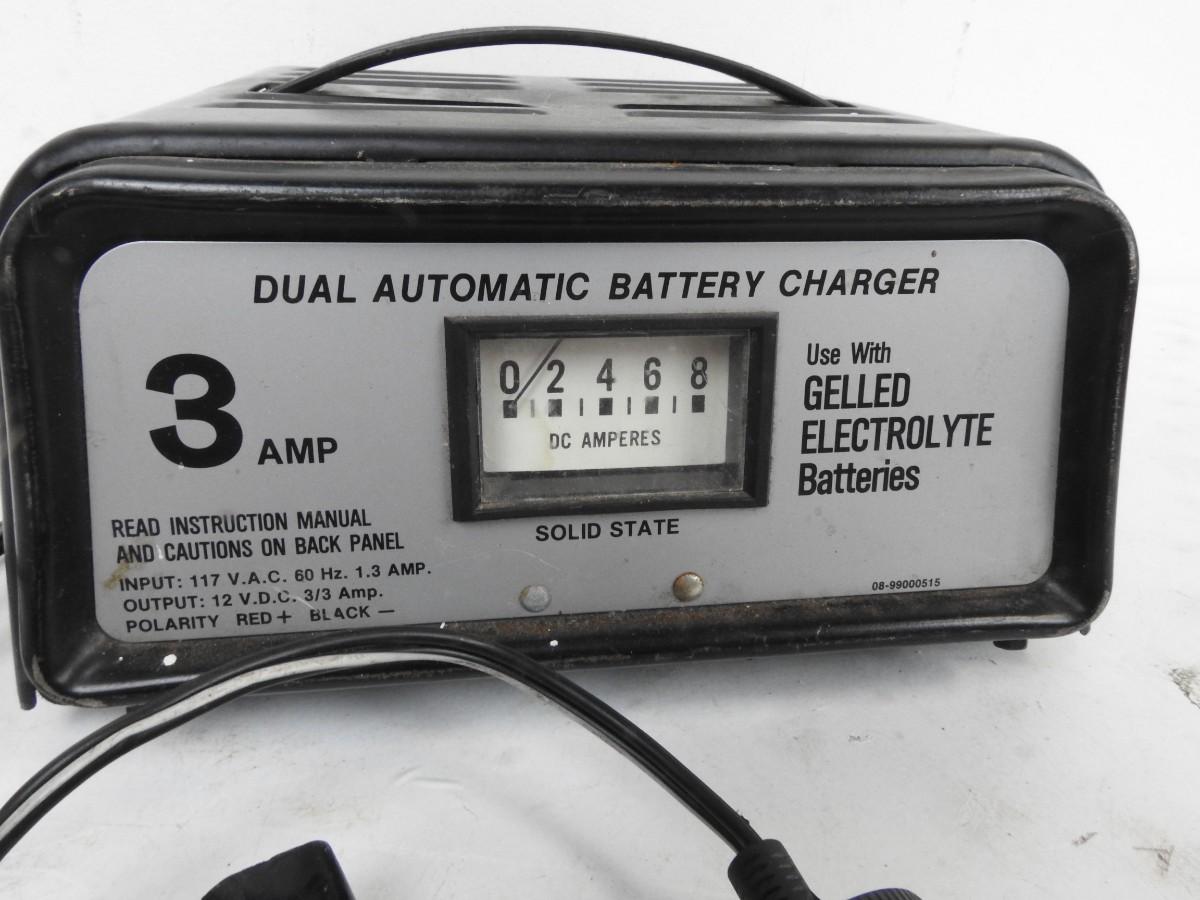 DUAL AUTOMATIC BATTERY CHARGER
3 AMP
0 2 4 6 8
DC AMPERES
SOLID STATE
Use With
GELLED
ELECTROLYTE
Batteries
READ INSTRUCTION MANUAL
AND CAUTIONS ON BACK PANEL
INPUT: 117 V.A.C. 60 Hz. 1.3 AMP.
OUTPUT: 12 V.D.C. 3/3 Amp.
POLARITY RED + BLACK —
08-99000515